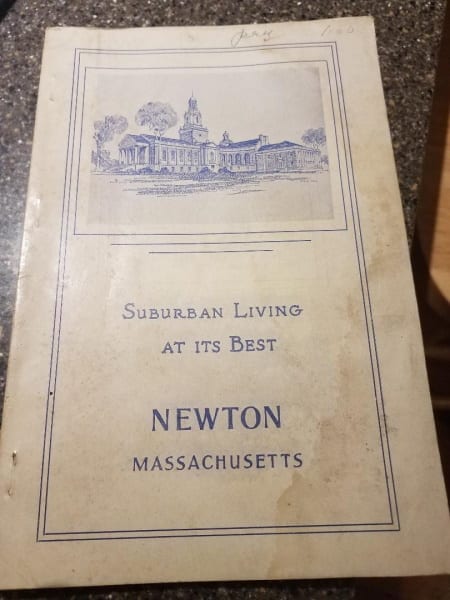 SUBURBAN LIVING
AT ITS BEST
NEWTON
MASSACHUSETTS